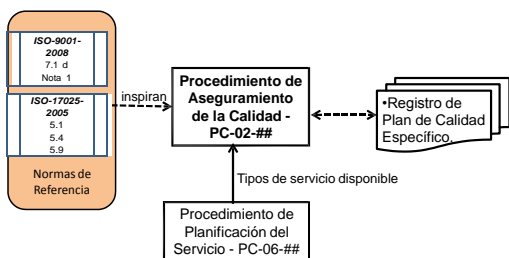 ISO-9001-
2008
7.1 d
Nota 1
ISO-17025-
2005
5.1
5.4
5.9
Normas de
Referencia
inspiran
Procedimiento de
Aseguramiento
de la Calidad -
PC-02-##
•Registro de
Plan de Calidad
Específico.
Tipos de servicio disponible
Procedimiento de
Planificación del
Servicio - PC-06-##